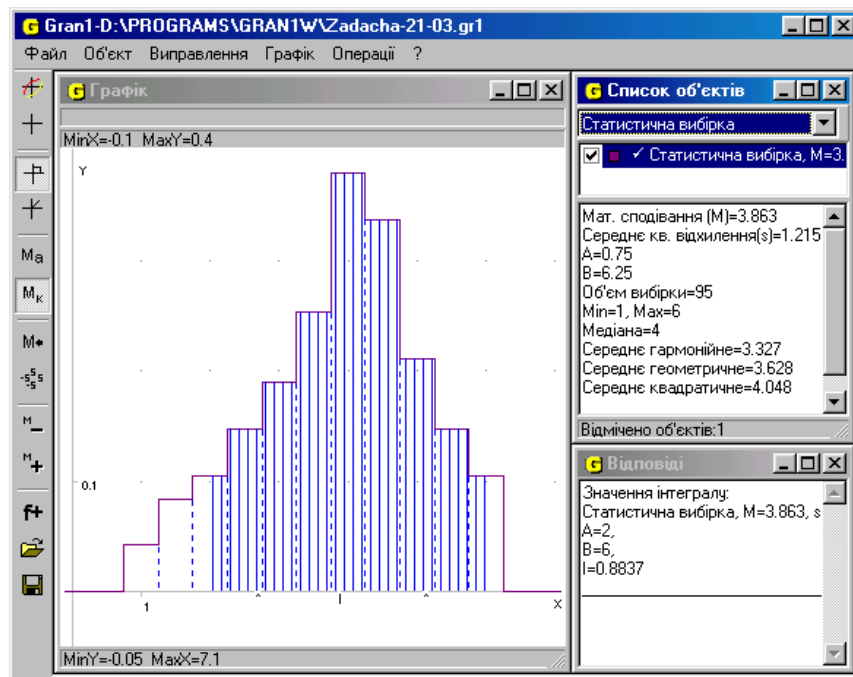 Gran1-D:\PROGRAMS\GRAN1W\Zadacha-21-03.gr1
Файл Об'єкт Виправлення Графік Операції ?
Графік
MinX=-0.1 MaxY=0.4
Y
0.1
1
X
MinY=-0.05 MaxX=7.1
Ma
Мк
М
-5555
М
М
f+
Список об'єктів
Статистична вибірка
Статистична вибірка, M=3.
Мат. сподівання (M)=3.863
Середнє кв. відхилення(s)=1.215
A=0.75
B=6.25
Об'єм вибірки=95
Min=1, Max=6
Медіана=4
Середнє гармонійне=3.327
Середнє геометричне=3.628
Середнє квадратичне=4.048
Відмічено об'єктів:1
Відповіді
Значення інтегралу:
Статистична вибірка, M=3.863, s
A=2,
B=6,
I=0.8837